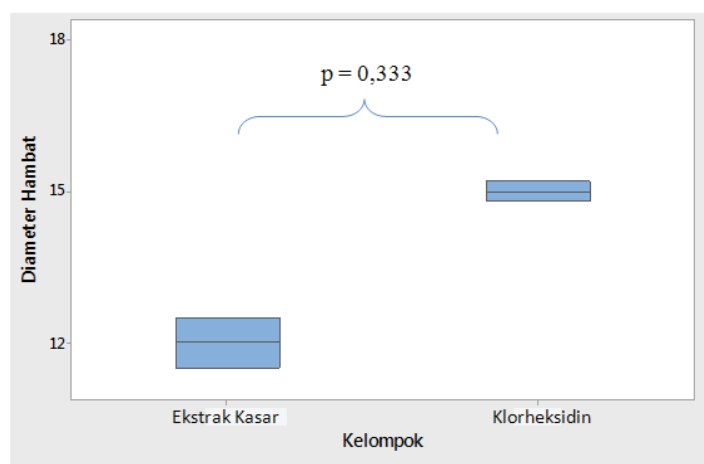 18
p = 0,333
15
12
Diameter Hambat
Ekstrak Kasar
Klorheksidin
Kelompok